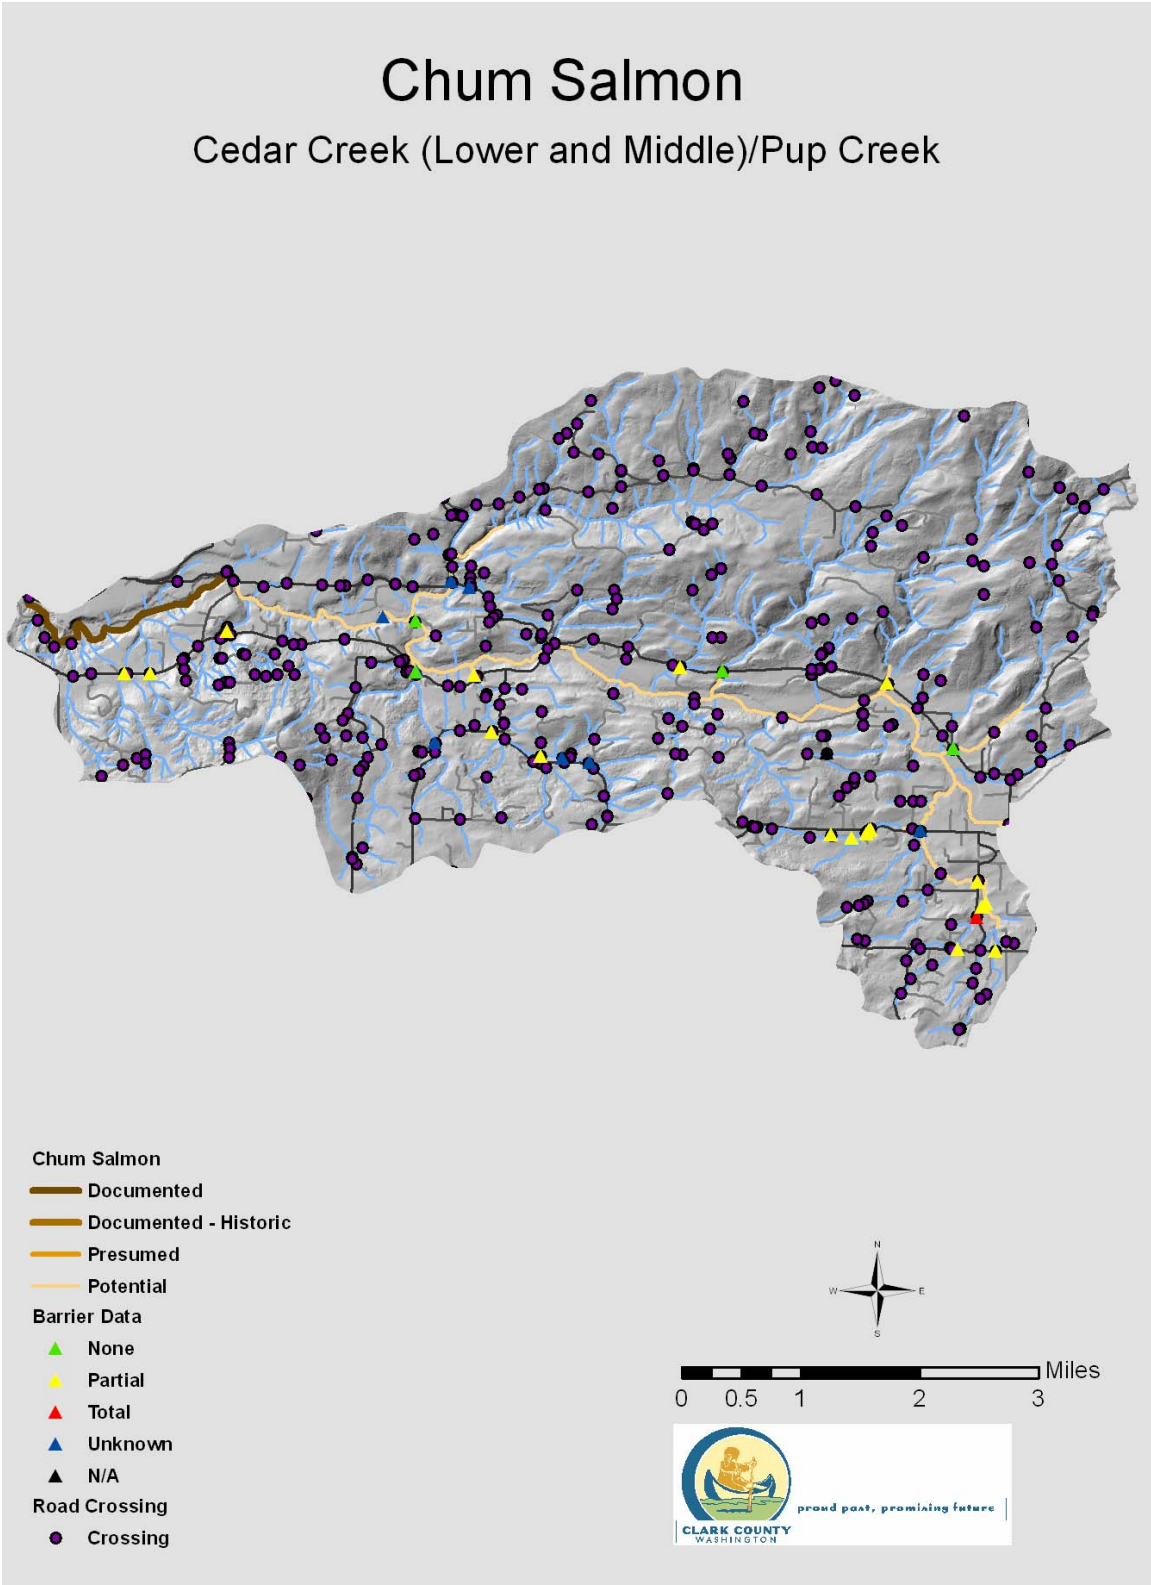 Chum Salmon
Cedar Creek (Lower and Middle)/Pup Creek
Chum Salmon
Documented
Documented - Historic
Presumed
Potential
Barrier Data
None
Partial
Total
Unknown
N/A
Road Crossing
Crossing
N
W E
S
Miles
0 0.5 1 2 3
proud past, promising future
CLARK COUNTY
WASHINGTON